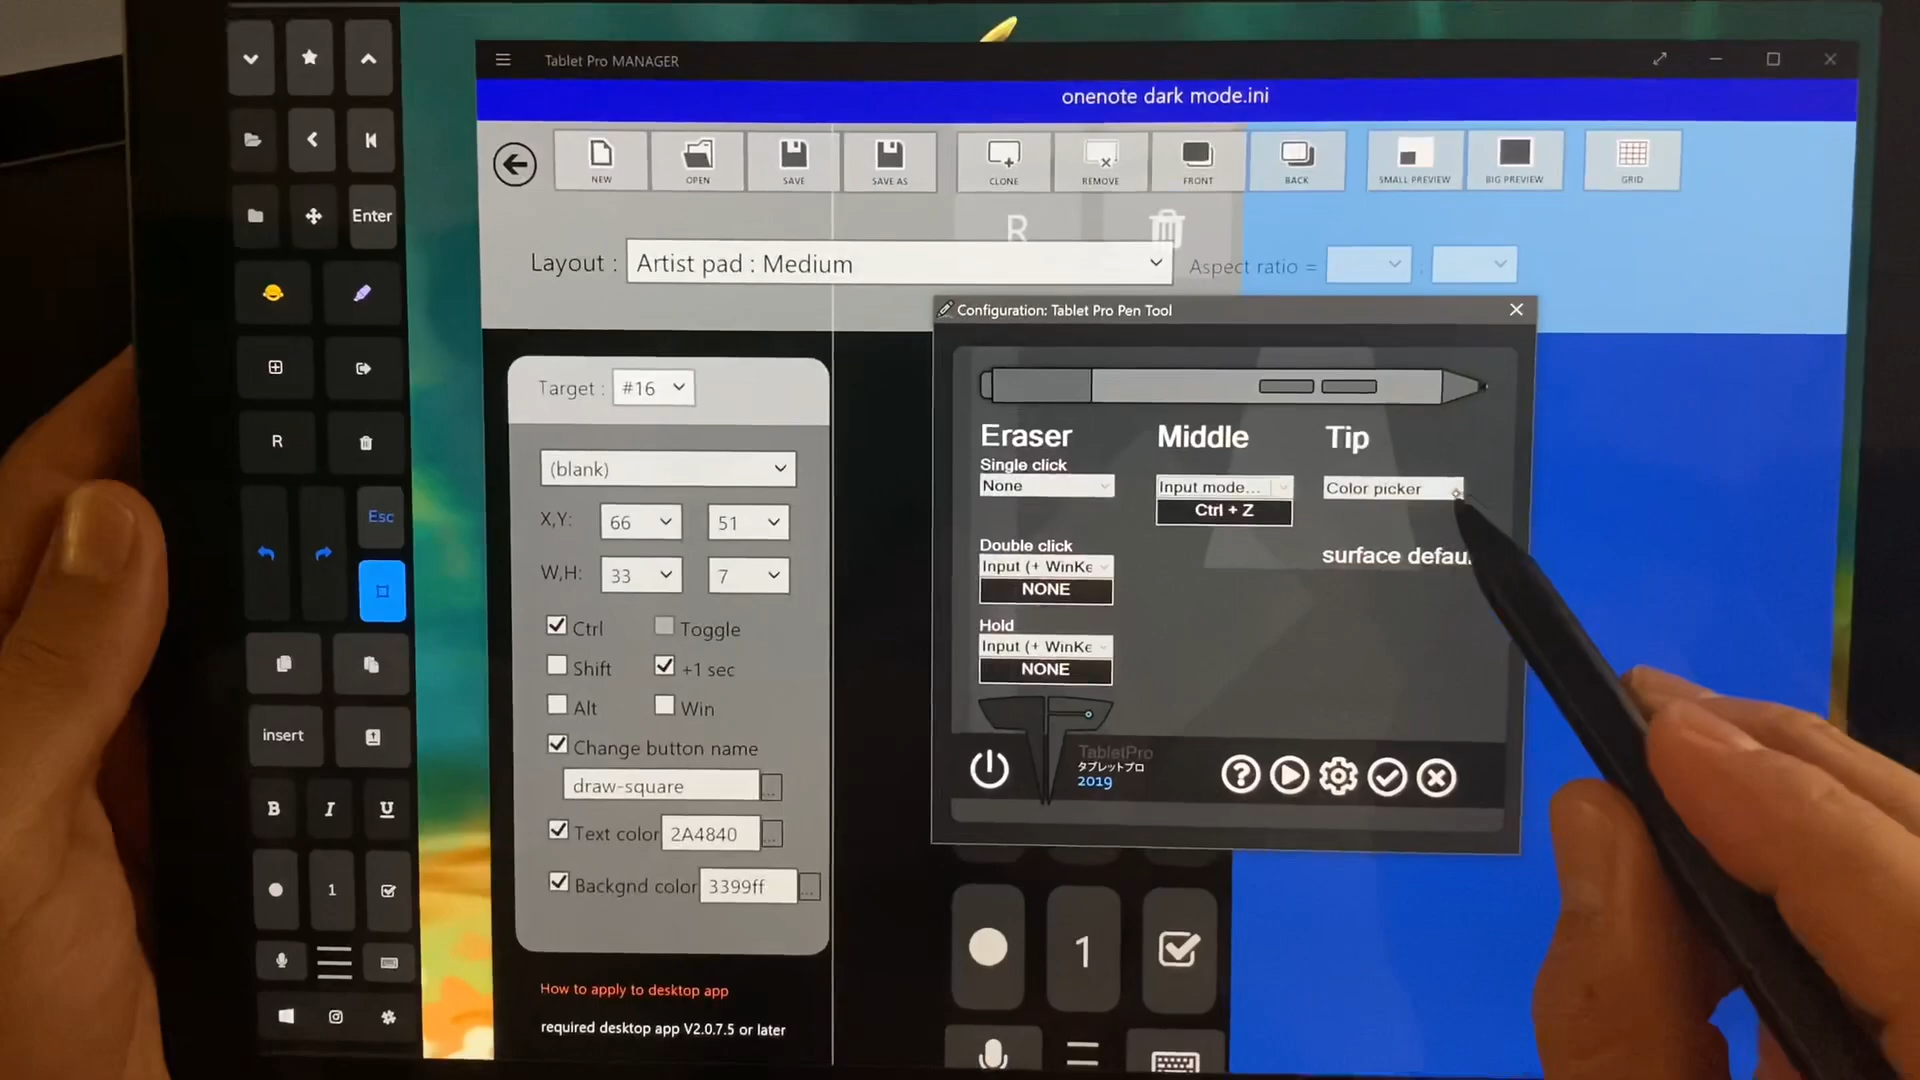 Tablet Pro MANAGER
onenote dark mode.ini
NEW
OPEN
SAVE
SAVE AS
CLONE
REMOVE
FRONT
BACK
SMALL PREVIEW
BIG PREVIEW
GRID
R
Layout : Artist pad : Medium
Aspect ratio = :
Configuration: Tablet Pro Pen Tool
Target : #16
(blank)
X,Y: 66 51
W,H: 33 7
Ctrl Toggle
Shift +1 sec
Alt Win
Change button name
draw-square ...
Text color 2A4840 ...
Backgnd color 3399ff ...
How to apply to desktop app
required desktop app V2.0.7.5 or later
Eraser
Single click
None
Double click
Input (+ WinKe
NONE
Hold
Input (+ WinKe
NONE
Middle
Input mode...
Ctrl + Z
Tip
Color picker
surface defau
TabletPro
タブレットプロ
2019
Enter
R
Esc
insert
B
I
U
1
1